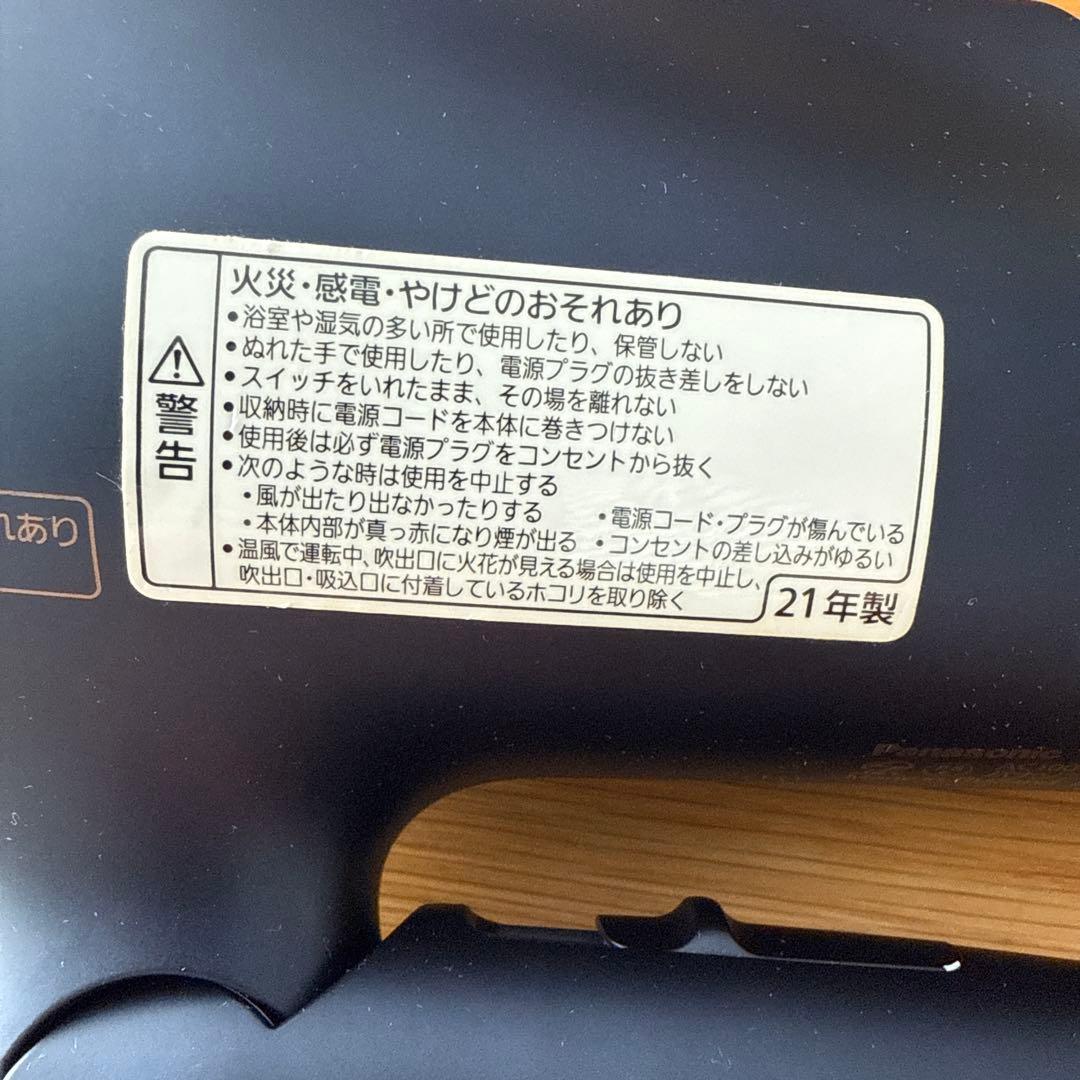 火災・感電・やけどのおそれあり
・浴室や湿気の多い所で使用したり、保管しない
・ぬれた手で使用したり、電源プラグの抜き差しをしない
・スイッチをいれたまま、その場を離れない
・収納時に電源コードを本体に巻きつけない
・使用後は必ず電源プラグをコンセントから抜く
・次のような時は使用を中止する
・風が出たり出なかったりする ・電源コード・プラグが傷んでいる
・本体内部が真っ赤になり煙が出る ・コンセントの差し込みがゆるい
・温風で運転中、吹出口に火花が見える場合は使用を中止し、
吹出口・吸込口に付着しているホコリを取り除く
警告
21年製
れあり
Panasonic